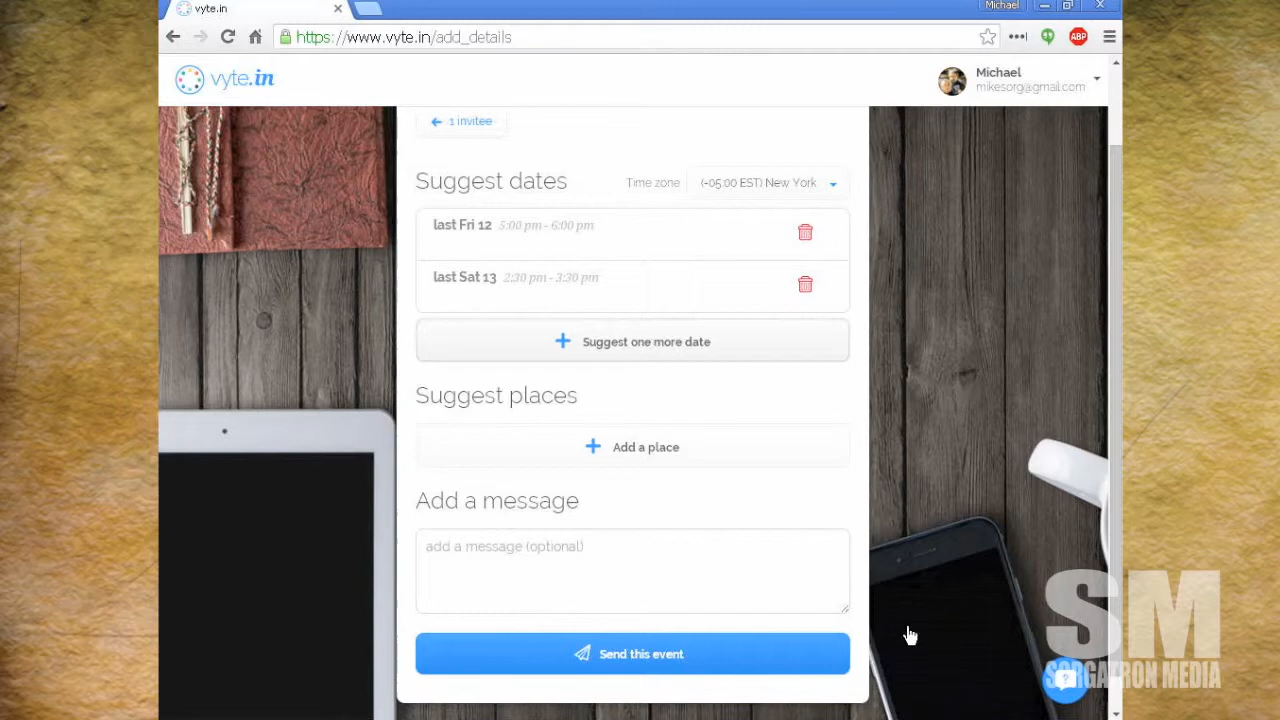 vyte.in
Michael
https://www.vyte.in/add_details
ABP
vyte.in
Michael
mikesorg@gmail.com
1 invitee
Suggest dates
Time zone
(-05:00 EST) New York
last Fri 12 5:00 pm - 6:00 pm
last Sat 13 2:30 pm - 3:30 pm
Suggest one more date
Suggest places
Add a place
Add a message
add a message (optional)
Send this event
SM
SORGATRON MEDIA